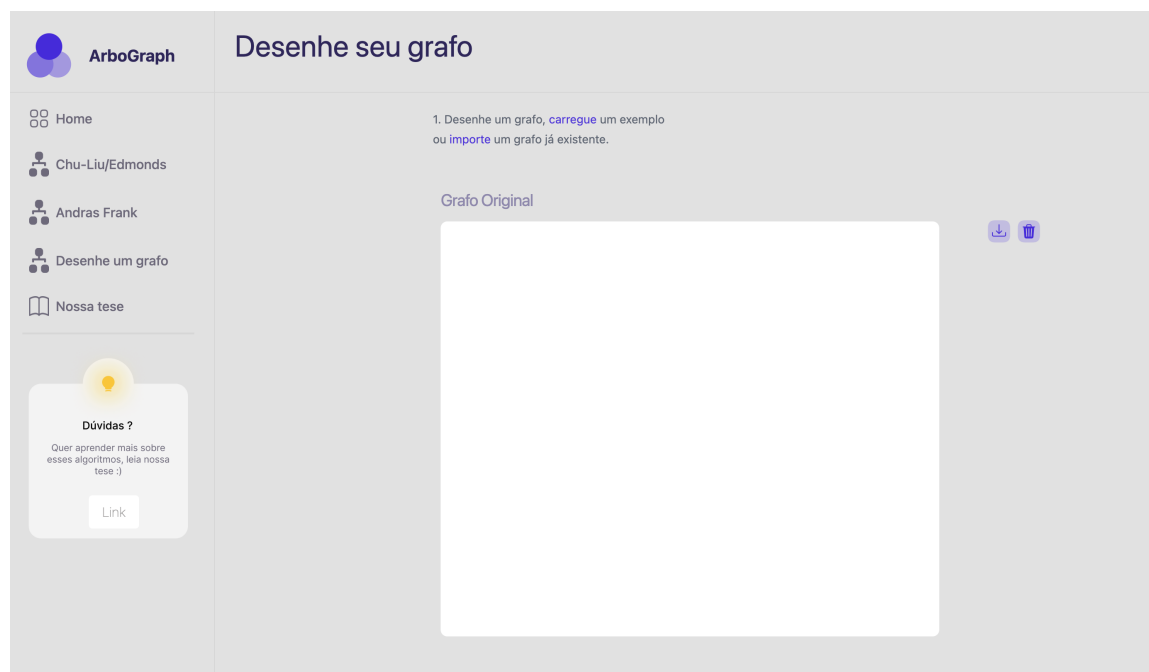 ArboGraph
Desenhe seu grafo
Home
Chu-Liu/Edmonds
Andras Frank
Desenhe um grafo
Nossa tese
Dúvidas ?
Quer aprender mais sobre
esses algoritmos, leia nossa
tese :)
Link
1. Desenhe um grafo, carregue um exemplo
ou importe um grafo já existente.
Grafo Original